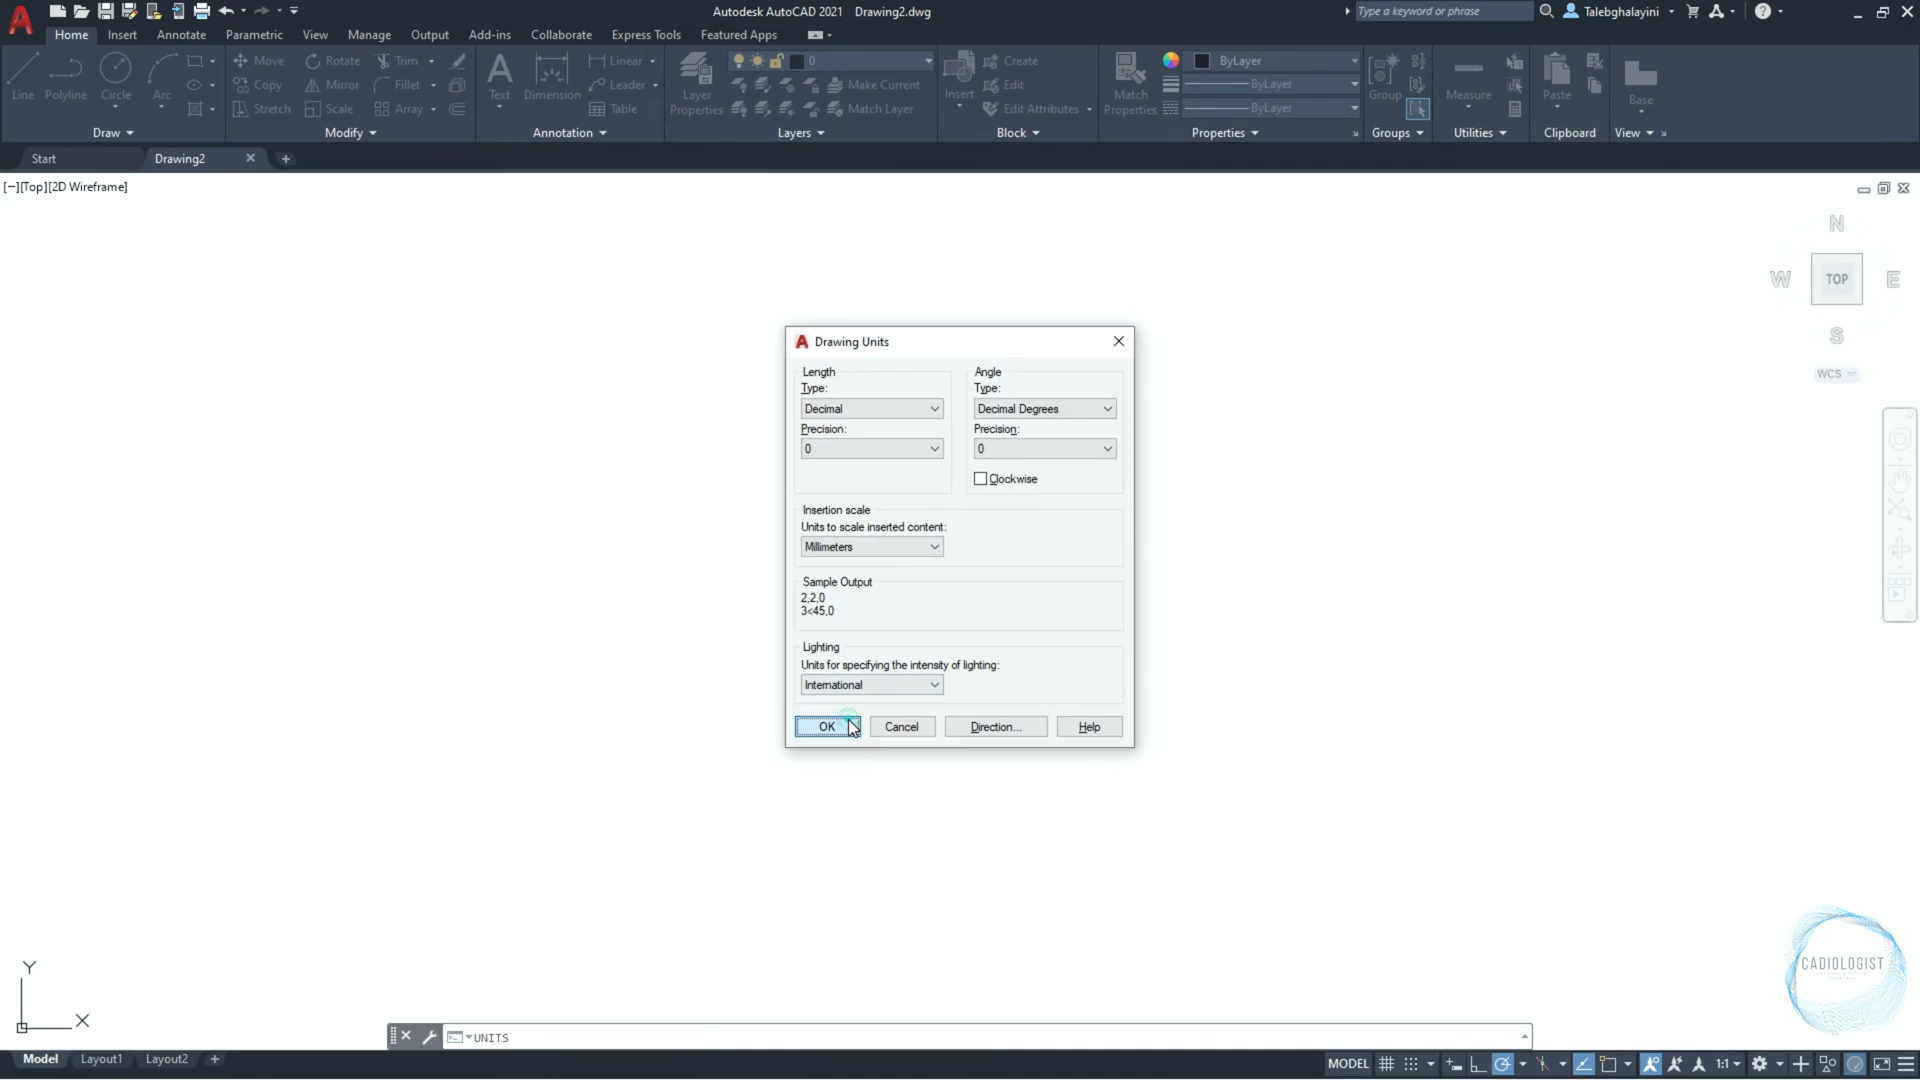 Autodesk AutoCAD 2021 Drawing2.dwg
Type a keyword or phrase
Talebghalayini
Home Insert Annotate Parametric View Manage Output Add-ins Collaborate Express Tools Featured Apps
Line
Polyline
Circle
Arc
Draw
Move Rotate Trim
Copy Mirror Fillet
Stretch Scale Array
Modify
Text
Dimension
Linear
Leader
Table
Annotation
Layer
Properties
0
Make Current
Match Layer
Layers
Insert
Create
Edit
Edit Attributes
Block
Match
Properties
ByLayer
ByLayer
ByLayer
Properties
Group
Groups
Measure
Utilities
Paste
Clipboard
Base
View
Start Drawing2
[−][Top][2D Wireframe]
N
W TOP E
S
WCS
Drawing Units
Length
Type:
Decimal
Precision:
0
Angle
Type:
Decimal Degrees
Precision:
0
Clockwise
Insertion scale
Units to scale inserted content:
Millimeters
Sample Output
2,2,0
3<45,0
Lighting
Units for specifying the intensity of lighting:
International
OK Cancel Direction... Help
Y
X
CADIOLOGIST
UNITS
Model Layout1 Layout2 +
MODEL 1:1